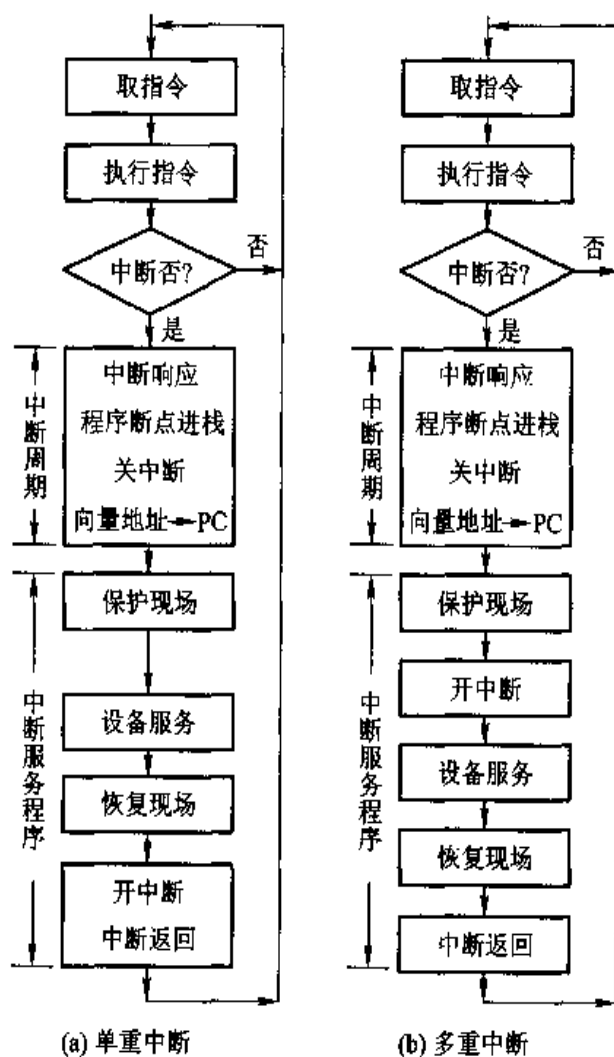 取指令
执行指令
中断否?
否
是
中断响应
程序断点进栈
关中断
向量地址→PC
中断周期
保护现场
设备服务
恢复现场
开中断
中断返回
中断服务程序
(a) 单重中断
取指令
执行指令
中断否?
否
是
中断响应
程序断点进栈
关中断
向量地址→PC
中断周期
保护现场
开中断
设备服务
恢复现场
中断返回
中断服务程序
(b) 多重中断